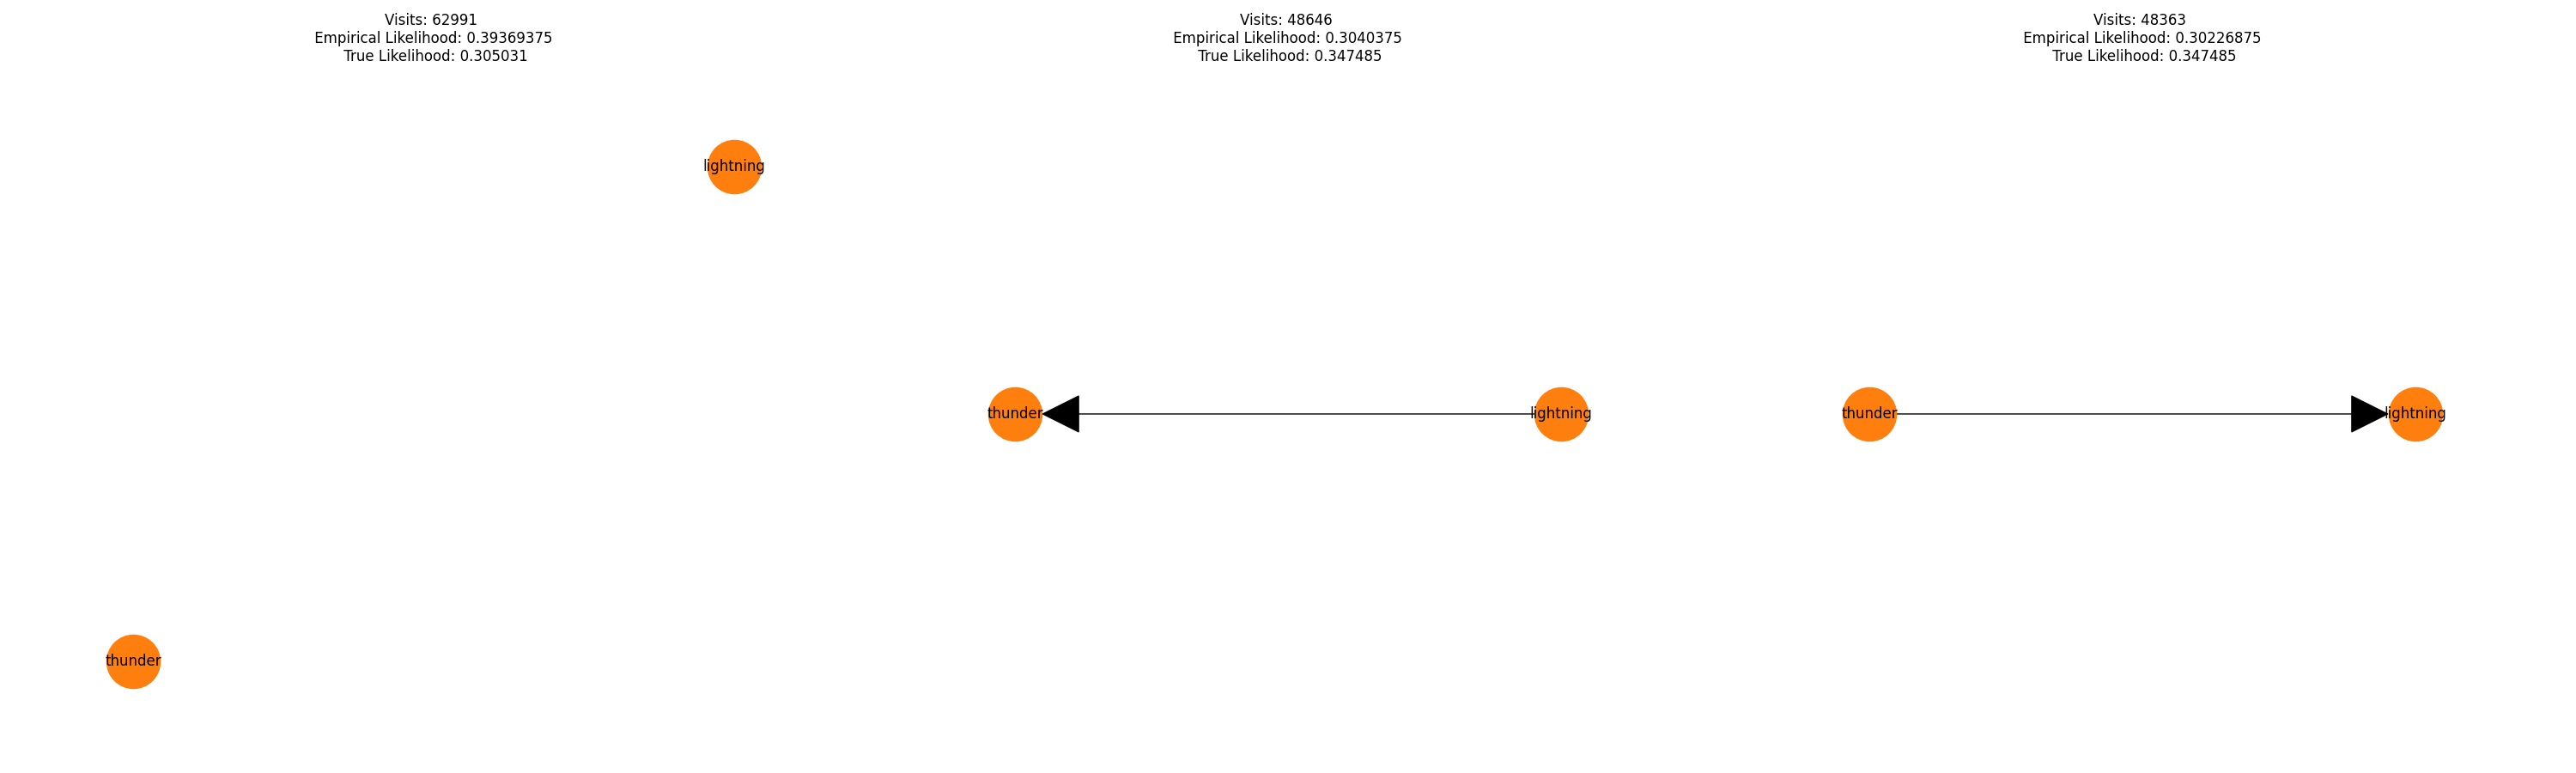 Visits: 62991
Empirical Likelihood: 0.39369375
True Likelihood: 0.305031
lightning
thunder
Visits: 48646
Empirical Likelihood: 0.3040375
True Likelihood: 0.347485
thunder
lightning
Visits: 48363
Empirical Likelihood: 0.30226875
True Likelihood: 0.347485
thunder
lightning